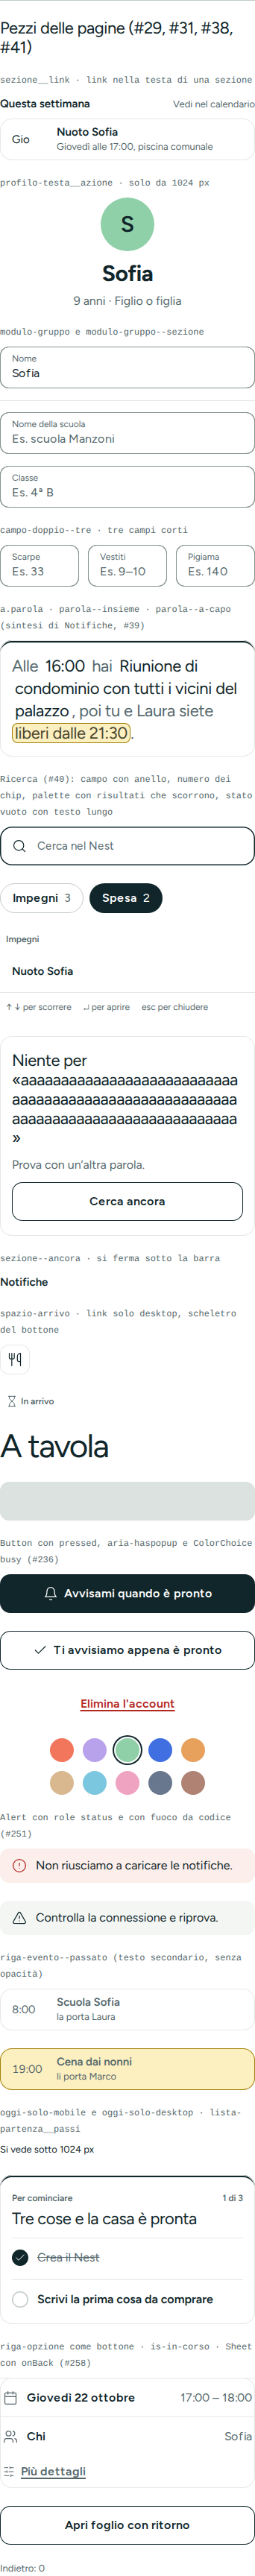 Pezzi delle pagine (#29, #31, #38,
#41)
sezione__link · link nella testa di una sezione
Questa settimana
Vedi nel calendario
Gio
Nuoto Sofia
Giovedì alle 17:00, piscina comunale
profilo-testa__azione · solo da 1024 px
S
Sofia
9 anni · Figlio o figlia
modulo-gruppo e modulo-gruppo--sezione
Nome
Sofia
Nome della scuola
Es. scuola Manzoni
Classe
Es. 4ª B
campo-doppio--tre · tre campi corti
Scarpe
Es. 33
Vestiti
Es. 9–10
Pigiama
Es. 140
a.parola · parola--insieme · parola--a-capo
(sintesi di Notifiche, #39)
Alle 16:00 hai Riunione di
condominio con tutti i vicini del
palazzo , poi tu e Laura siete
liberi dalle 21:30.
Ricerca (#40): campo con anello, numero dei
chip, palette con risultati che scorrono, stato
vuoto con testo lungo
Cerca nel Nest
Impegni 3
Spesa 2
Impegni
Nuoto Sofia
↑↓ per scorrere
↵ per aprire
esc per chiudere
Niente per
«aaaaaaaaaaaaaaaaaaaaaaaaaaa
aaaaaaaaaaaaaaaaaaaaaaaaaaaa
aaaaaaaaaaaaaaaaaaaaaaaaaaaa
»
Prova con un'altra parola.
Cerca ancora
sezione--ancora · si ferma sotto la barra
Notifiche
spazio-arrivo · link solo desktop, scheletro
del bottone
In arrivo
A tavola
Button con pressed, aria-haspopup e ColorChoice
busy (#236)
Avvisami quando è pronto
Ti avvisiamo appena è pronto
Elimina l'account
Alert con role status e con fuoco da codice
(#251)
Non riusciamo a caricare le notifiche.
Controlla la connessione e riprova.
riga-evento--passato (testo secondario, senza
opacità)
8:00
Scuola Sofia
la porta Laura
19:00
Cena dai nonni
li porta Marco
oggi-solo-mobile e oggi-solo-desktop · lista-
partenza__passi
Si vede sotto 1024 px
Per cominciare
1 di 3
Tre cose e la casa è pronta
Crea il Nest
Scrivi la prima cosa da comprare
riga-opzione come bottone · is-in-corso · Sheet
con onBack (#258)
Giovedì 22 ottobre
17:00 – 18:00
Chi
Sofia
Più dettagli
Apri foglio con ritorno
Indietro: 0